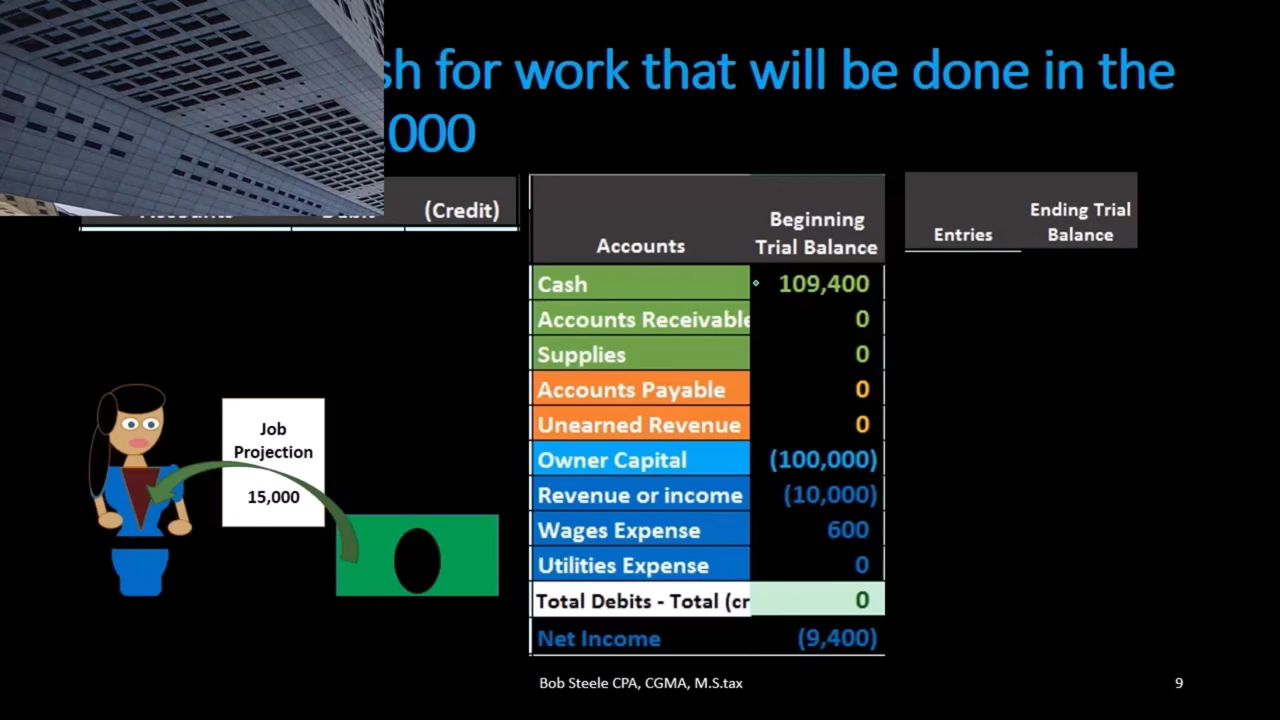 sh for work that will be done in the
000
(Credit)
Accounts
Beginning
Trial Balance
Entries
Ending Trial
Balance
Cash 109,400
Accounts Receivable 0
Supplies 0
Accounts Payable 0
Unearned Revenue 0
Owner Capital (100,000)
Revenue or income (10,000)
Wages Expense 600
Utilities Expense 0
Total Debits - Total (cr 0
Net Income (9,400)
Job
Projection
15,000
Bob Steele CPA, CGMA, M.S.tax
9